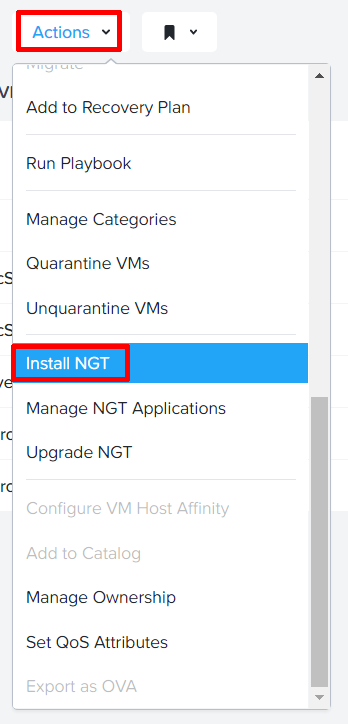 Actions
Migrate
Add to Recovery Plan
Run Playbook
Manage Categories
Quarantine VMs
Unquarantine VMs
Install NGT
Manage NGT Applications
Upgrade NGT
Configure VM Host Affinity
Add to Catalog
Manage Ownership
Set QoS Attributes
Export as OVA